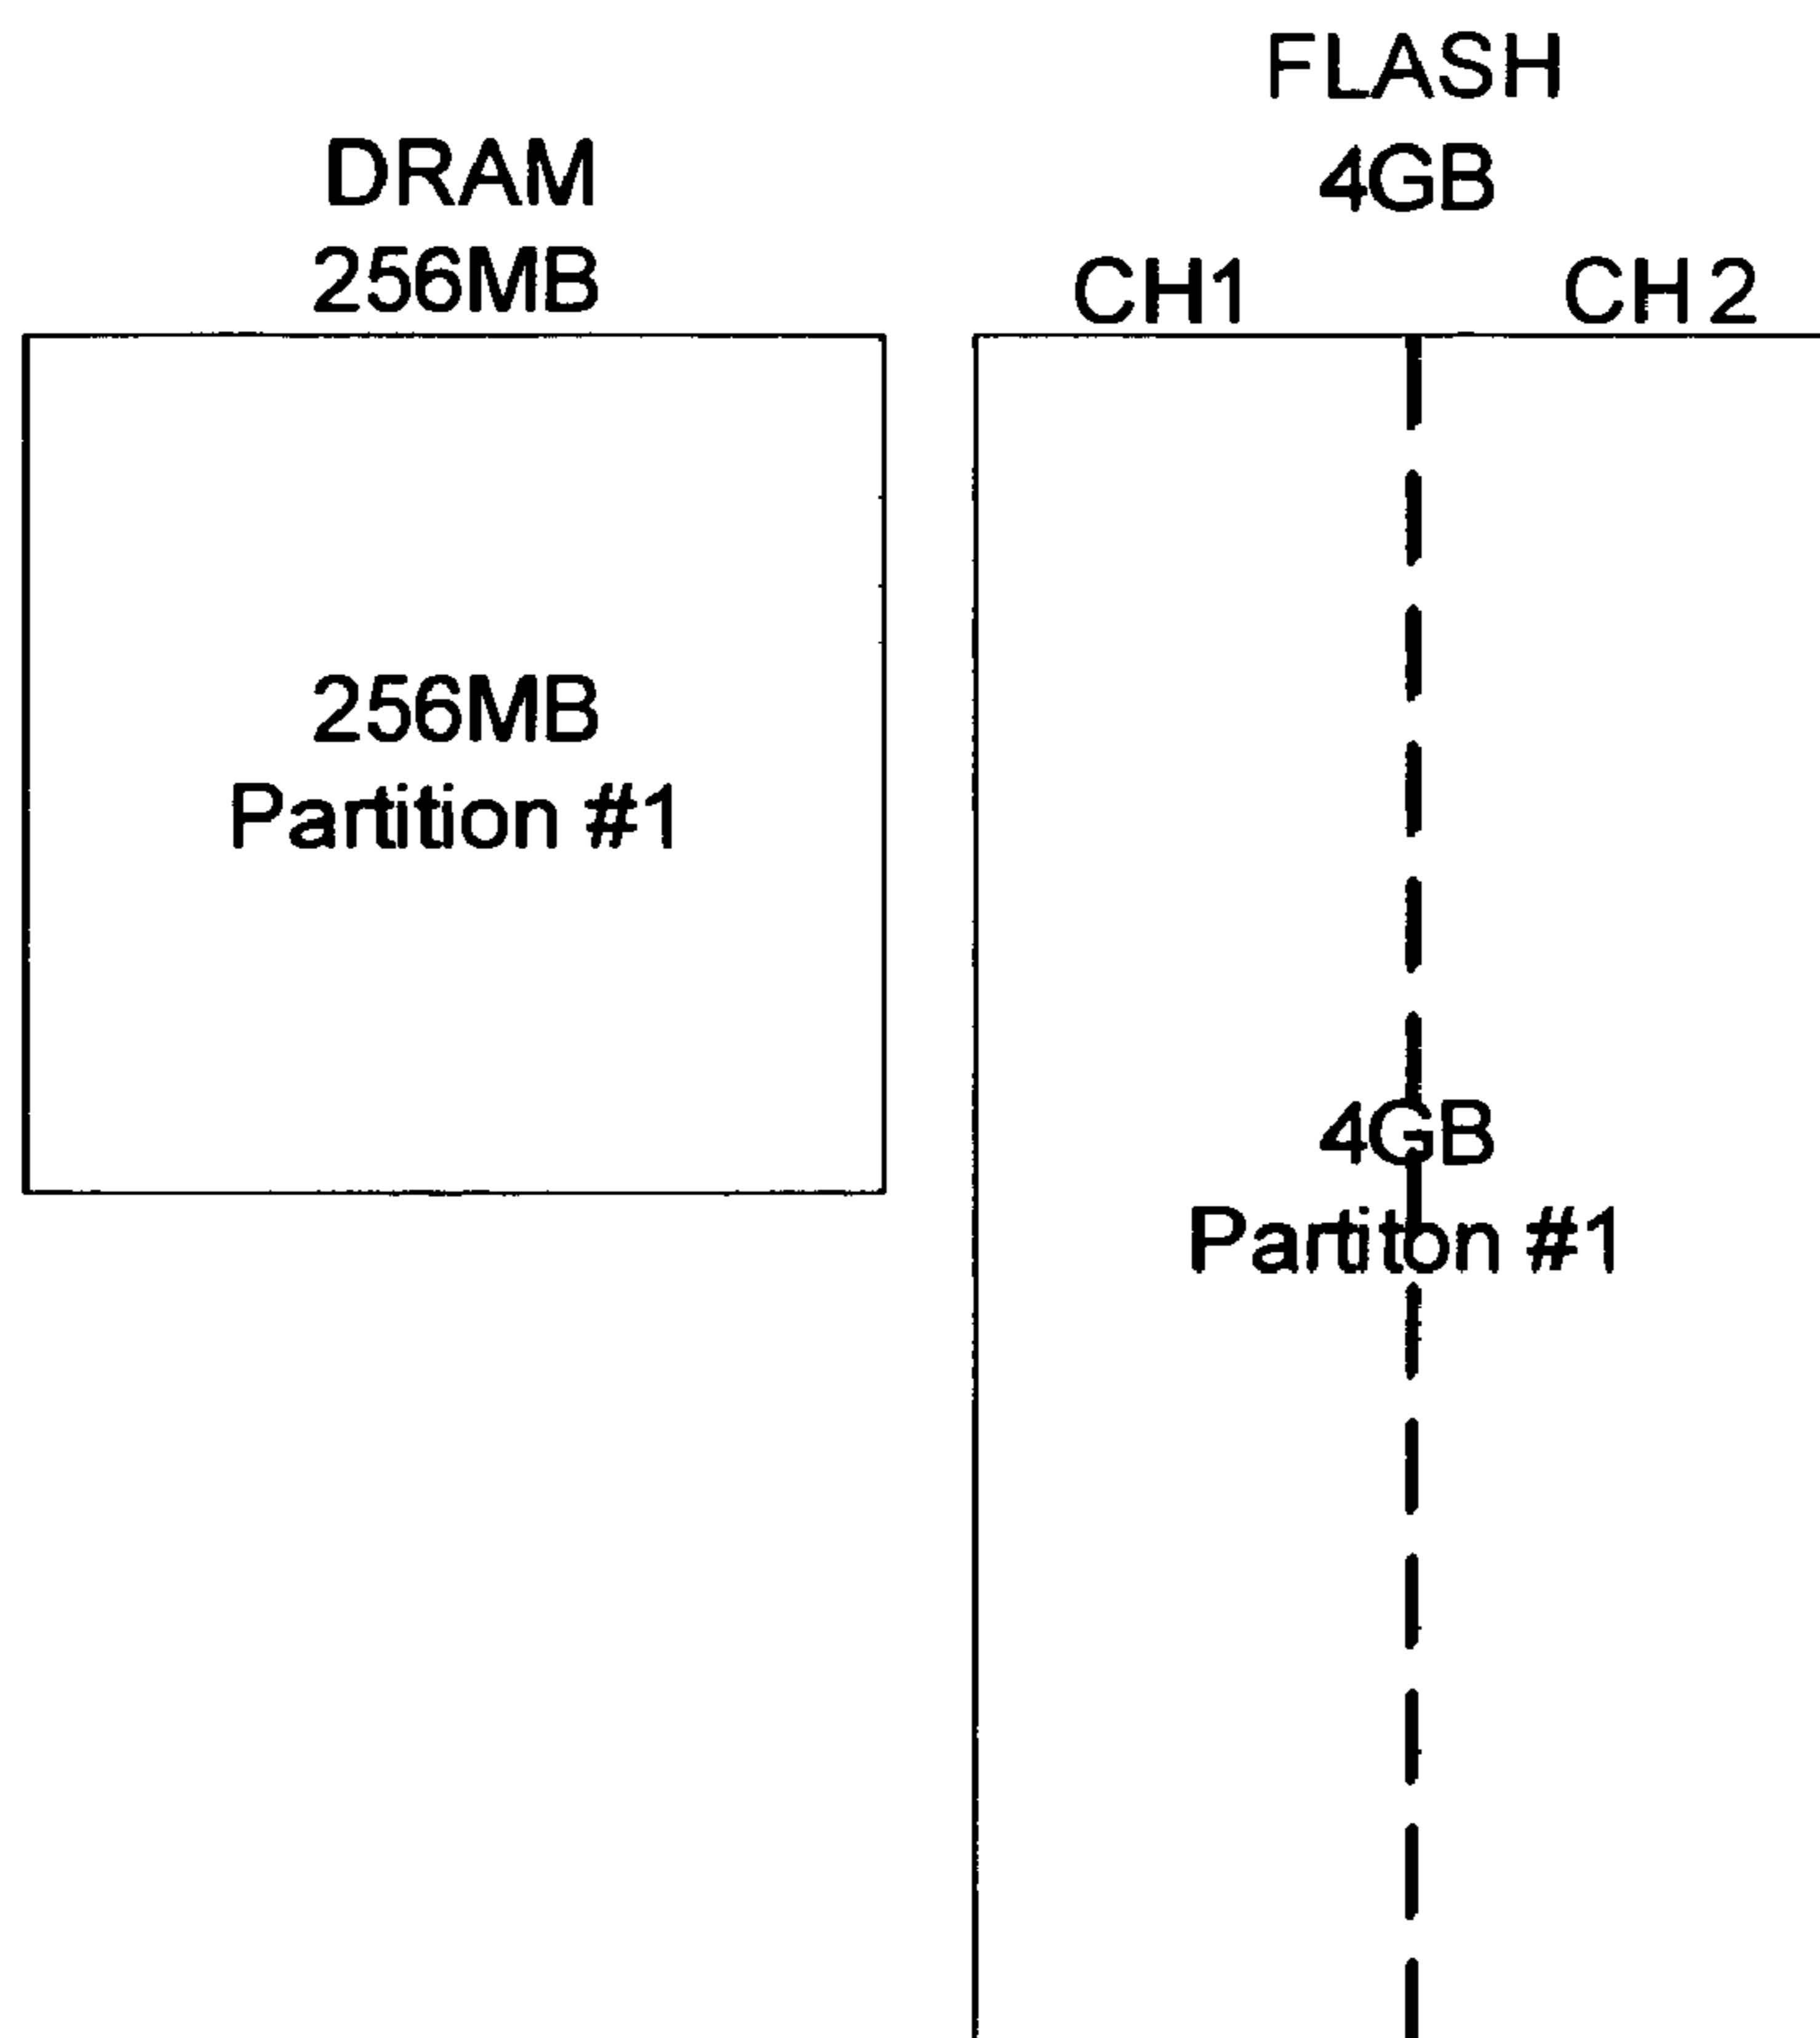 DRAM
256MB
256MB
Partition #1
FLASH
4GB
CH1
CH2
4GB
Partiton #1